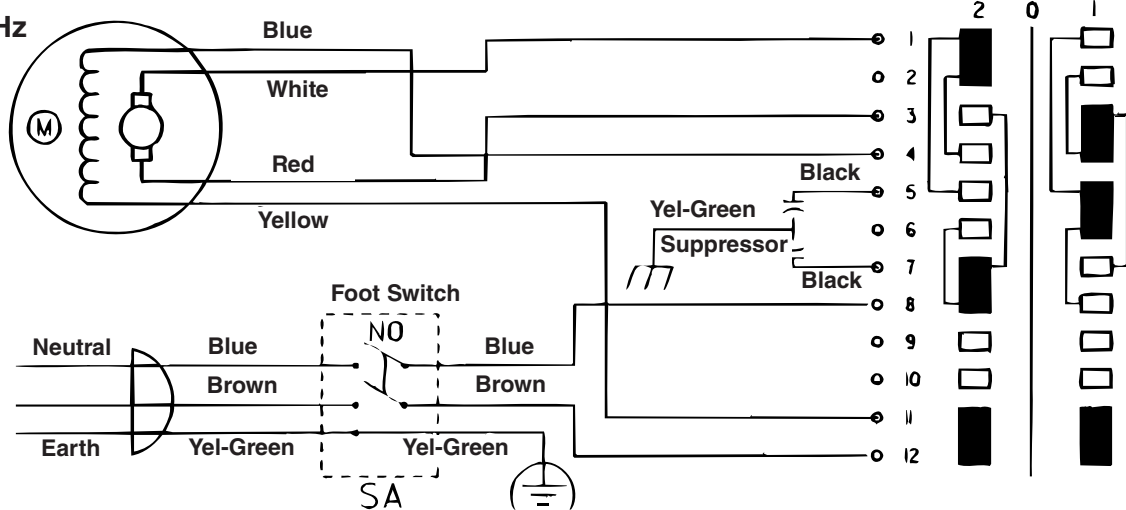 Hz
2 0 1
Blue
1
White
2
M
3
Red
4
Black
5
Yellow
Yel-Green
6
Suppressor
7
Black
Foot Switch
8
NO
Neutral Blue Blue
9
Brown Brown
10
11
Earth Yel-Green Yel-Green
12
SA